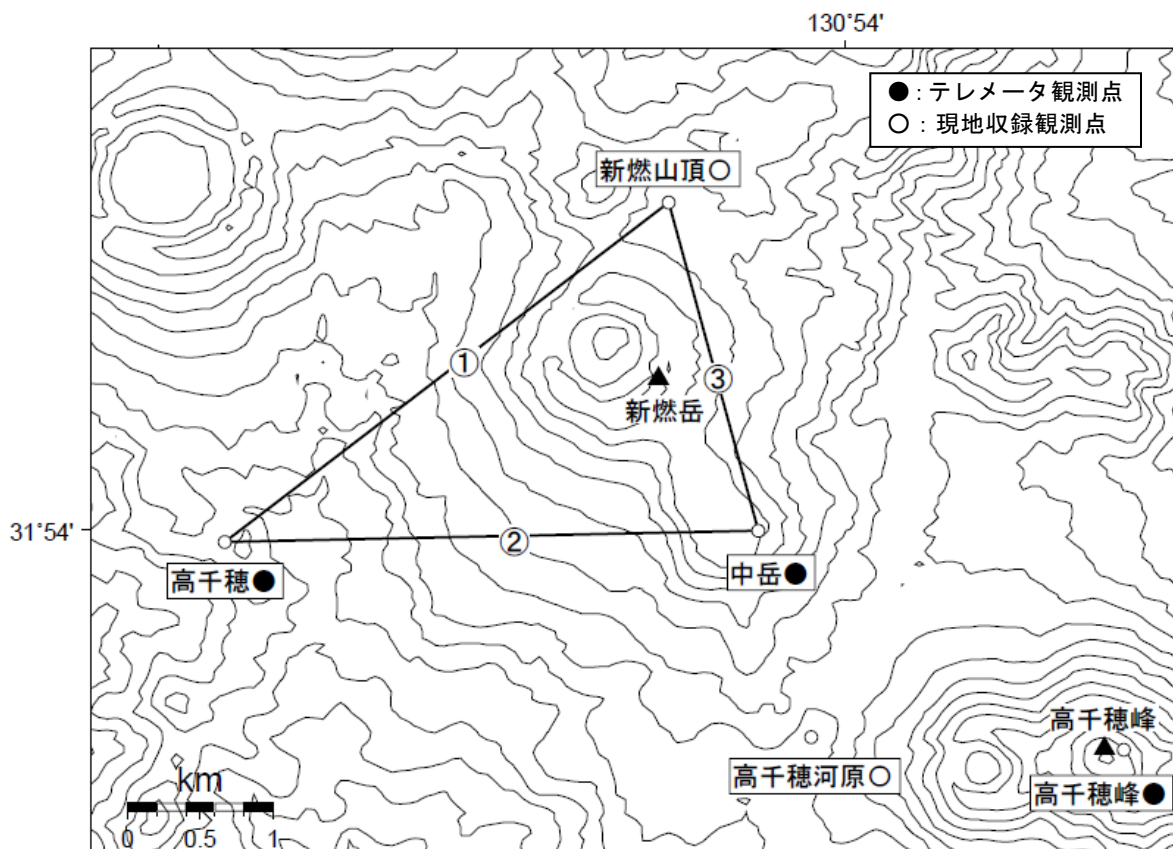 130°54'
●：テレメータ観測点
○：現地収録観測点
新燃山頂○
①
③
新燃岳
31°54'
②
高千穂●
中岳●
高千穂峰
高千穂河原○
高千穂峰●
km
0 0.5 1